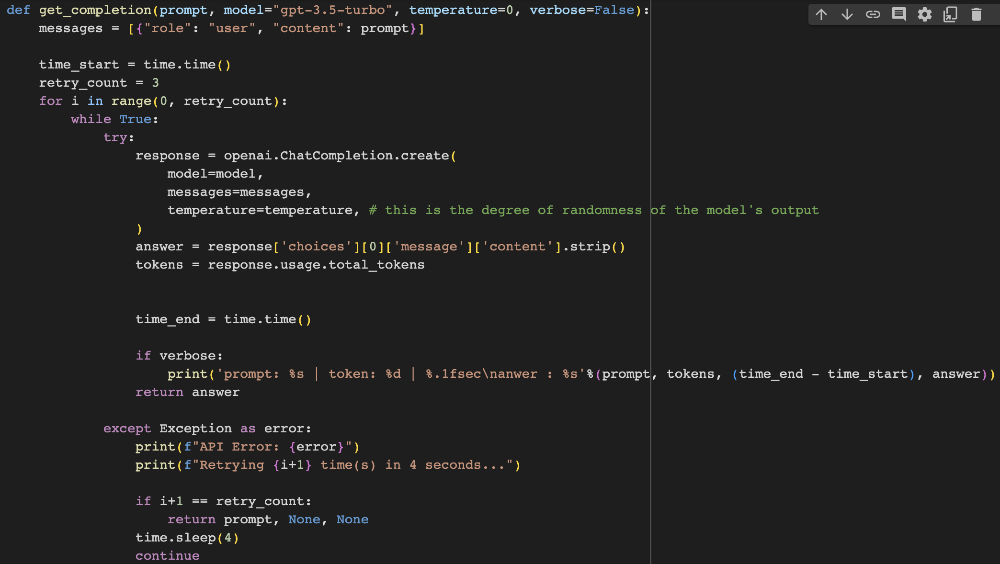 def get_completion(prompt, model="gpt-3.5-turbo", temperature=0, verbose=False):
    messages = [{"role": "user", "content": prompt}]

    time_start = time.time()
    retry_count = 3
    for i in range(0, retry_count):
        while True:
            try:
                response = openai.ChatCompletion.create(
                    model=model,
                    messages=messages,
                    temperature=temperature, # this is the degree of randomness of the model's output
                )
                answer = response['choices'][0]['message']['content'].strip()
                tokens = response.usage.total_tokens


                time_end = time.time()

                if verbose:
                    print('prompt: %s | token: %d | %.1fsec\nanwer : %s'%(prompt, tokens, (time_end - time_start), answer))
                return answer

            except Exception as error:
                print(f"API Error: {error}")
                print(f"Retrying {i+1} time(s) in 4 seconds...")

                if i+1 == retry_count:
                    return prompt, None, None
                time.sleep(4)
                continue